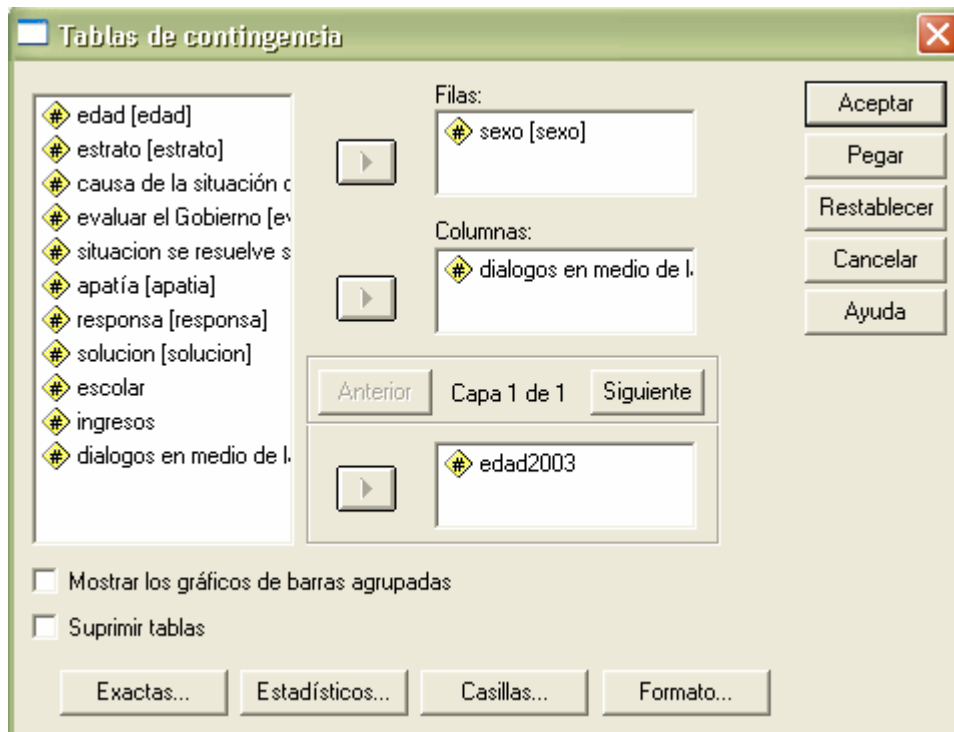 Tablas de contingencia
edad [edad]
estrato [estrato]
causa de la situación c
evaluar el Gobierno [ev
situacion se resuelve s
apatía [apatia]
responsa [responsa]
solucion [solucion]
escolar
ingresos
dialogos en medio de l
Filas:
sexo [sexo]
Columnas:
dialogos en medio de l
Anterior
Capa 1 de 1
Siguiente
edad2003
Aceptar
Pegar
Restablecer
Cancelar
Ayuda
Mostrar los gráficos de barras agrupadas
Suprimir tablas
Exactas...
Estadísticos...
Casillas...
Formato...